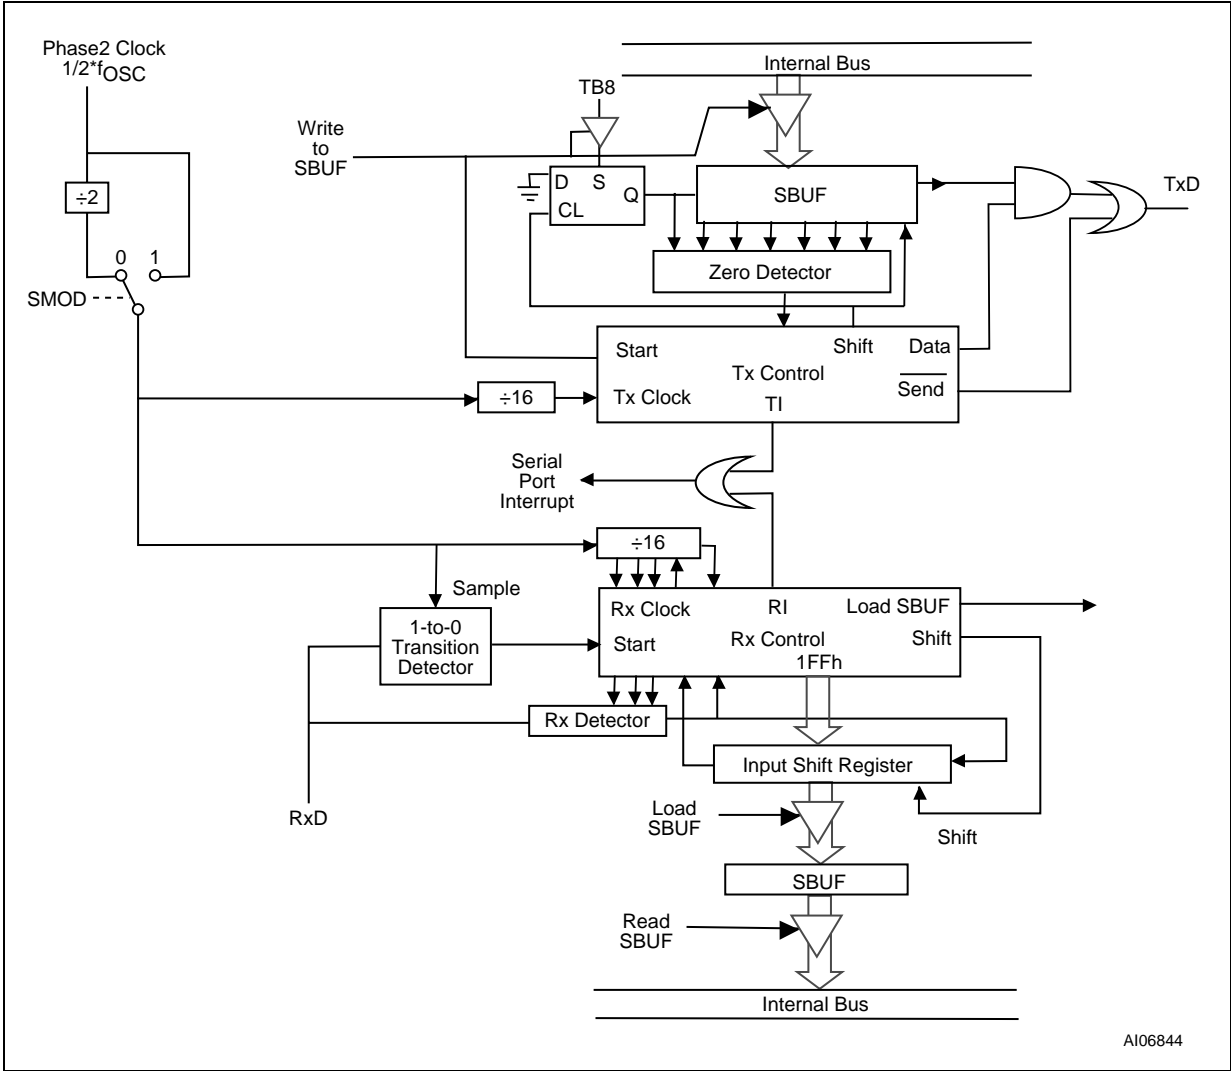 Phase2 Clock
1/2*fOSC
÷2
0 1
SMOD
Write
to
SBUF
TB8
Internal Bus
D S
Q
CL
SBUF
TxD
Zero Detector
Start
Shift
Data
Tx Control
Send
Tx Clock
TI
÷16
Serial
Port
Interrupt
÷16
Sample
1-to-0
Transition
Detector
Rx Clock
RI
Load SBUF
Start
Rx Control
Shift
1FFh
Rx Detector
Input Shift Register
RxD
Load
SBUF
Shift
SBUF
Read
SBUF
Internal Bus
AI06844